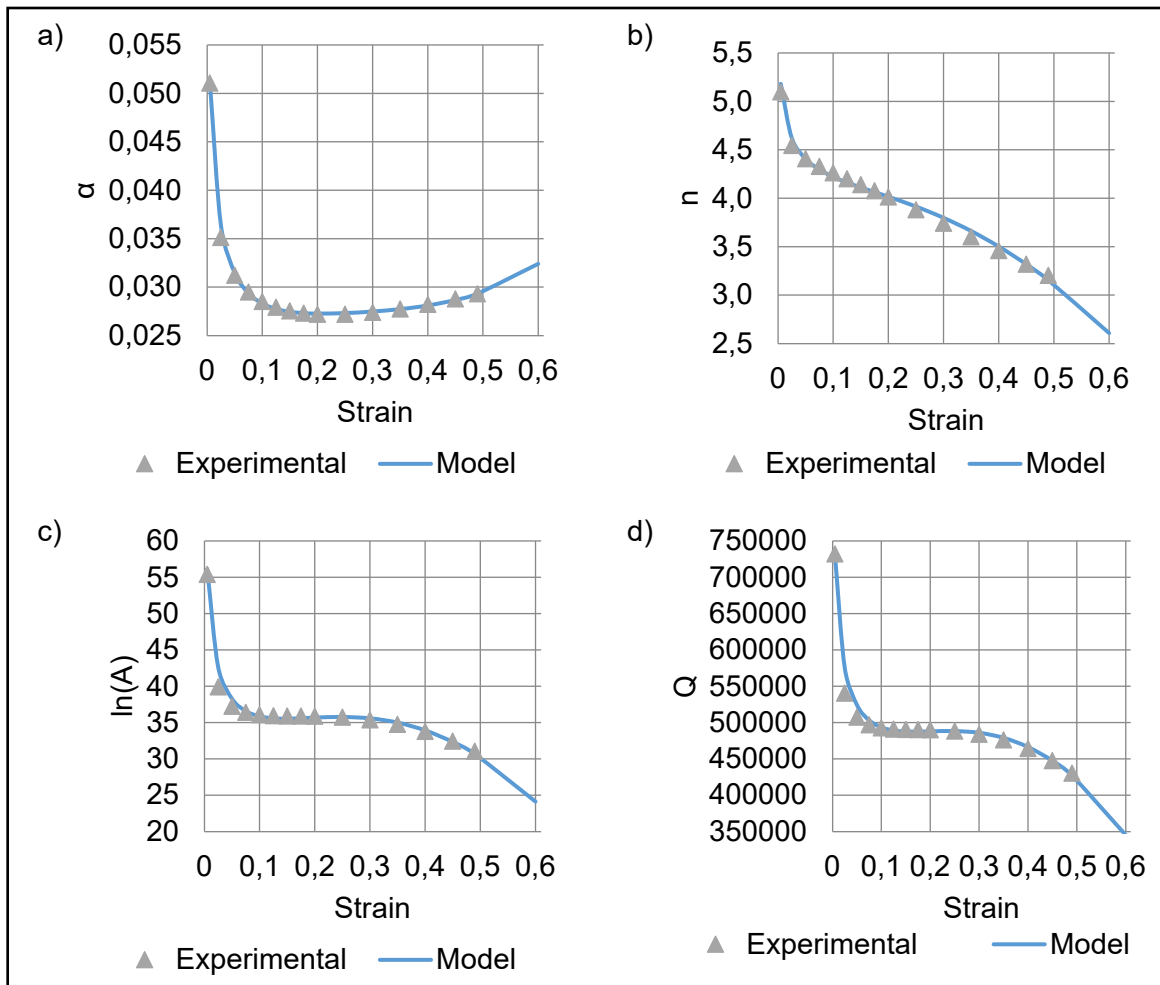 a)
0,055
0,050
0,045
0,040
0,035
0,030
0,025
α
0 0,1 0,2 0,3 0,4 0,5 0,6
Strain
Experimental Model
b)
5,5
5,0
4,5
4,0
3,5
3,0
2,5
n
0 0,1 0,2 0,3 0,4 0,5 0,6
Strain
Experimental Model
c)
60
55
50
45
40
35
30
25
20
ln(A)
0 0,1 0,2 0,3 0,4 0,5 0,6
Strain
Experimental Model
d)
750000
700000
650000
600000
550000
500000
450000
400000
350000
Q
0 0,1 0,2 0,3 0,4 0,5 0,6
Strain
Experimental Model